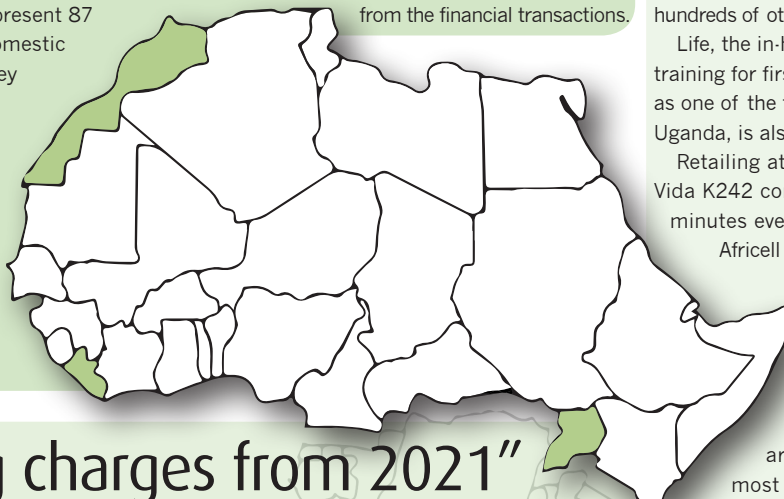 present 87
omestic
ey
from the financial transactions.
hundreds of ot
Life, the in-h
training for firs
as one of the
Uganda, is als
Retailing at
Vida K242 co
minutes eve
Africell
g charges from 2021”
ar
most